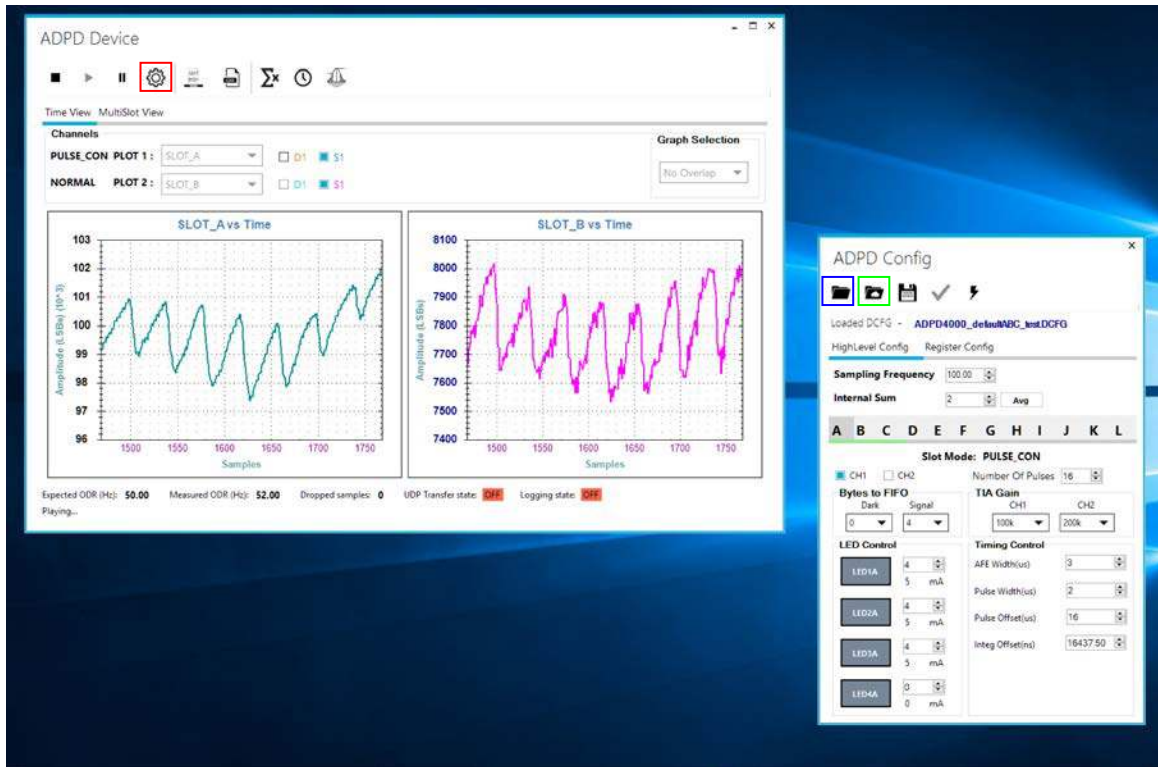 ADPD Device
Time View MultiSlot View
Channels
PULSE_CON PLOT 1 : SLOT_A D1 S1
NORMAL PLOT 2 : SLOT_B D1 S1
Graph Selection
No Overlap
SLOT_A vs Time
103
102
101
100
99
98
97
96
Amplitude (LSBs) (10^3)
1500 1550 1600 1650 1700 1750
Samples
SLOT_B vs Time
8100
8000
7900
7800
7700
7600
7500
7400
Amplitude (LSBs)
1500 1550 1600 1650 1700 1750
Samples
Expected ODR (Hz): 50.00 Measured ODR (Hz): 52.00 Dropped samples: 0 UDP Transfer state: OFF Logging state: OFF
Playing...
ADPD Config
Loaded DCFG - ADPD4000_defaultABC_test.DCFG
HighLevel Config Register Config
Sampling Frequency 100.00
Internal Sum 2 Avg
A B C D E F G H I J K L
Slot Mode: PULSE_CON
CH1 CH2 Number Of Pulses 16
Bytes to FIFO
Dark Signal
0 4
TIA Gain
CH1 CH2
100k 200k
LED Control
LED1A 4
5 mA
LED2A 4
5 mA
LED3A 4
5 mA
LED4A 0
0 mA
Timing Control
AFE Width(us) 3
Pulse Width(us) 2
Pulse Offset(us) 16
Integ Offset(ns) 16437.50